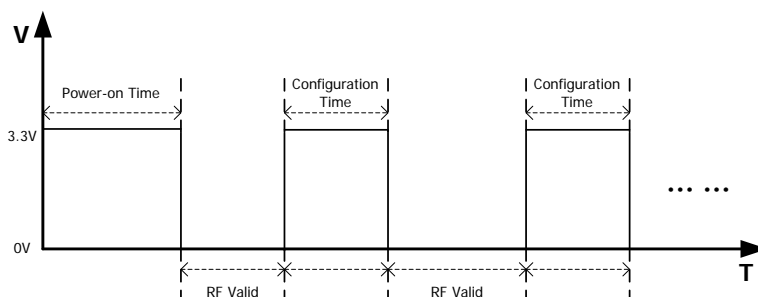 V
Power-on Time
Configuration
Time
Configuration
Time
3.3V
... ...
0V
T
RF Valid
RF Valid